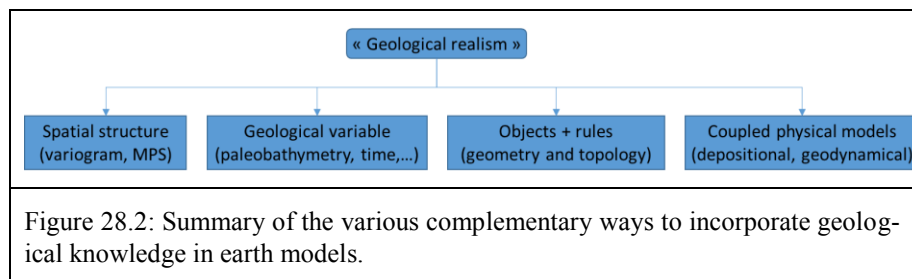 « Geological realism »
Spatial structure
(variogram, MPS)
Geological variable
(paleobathymetry, time,...)
Objects + rules
(geometry and topology)
Coupled physical models
(depositional, geodynamical)
Figure 28.2: Summary of the various complementary ways to incorporate geolog-
ical knowledge in earth models.